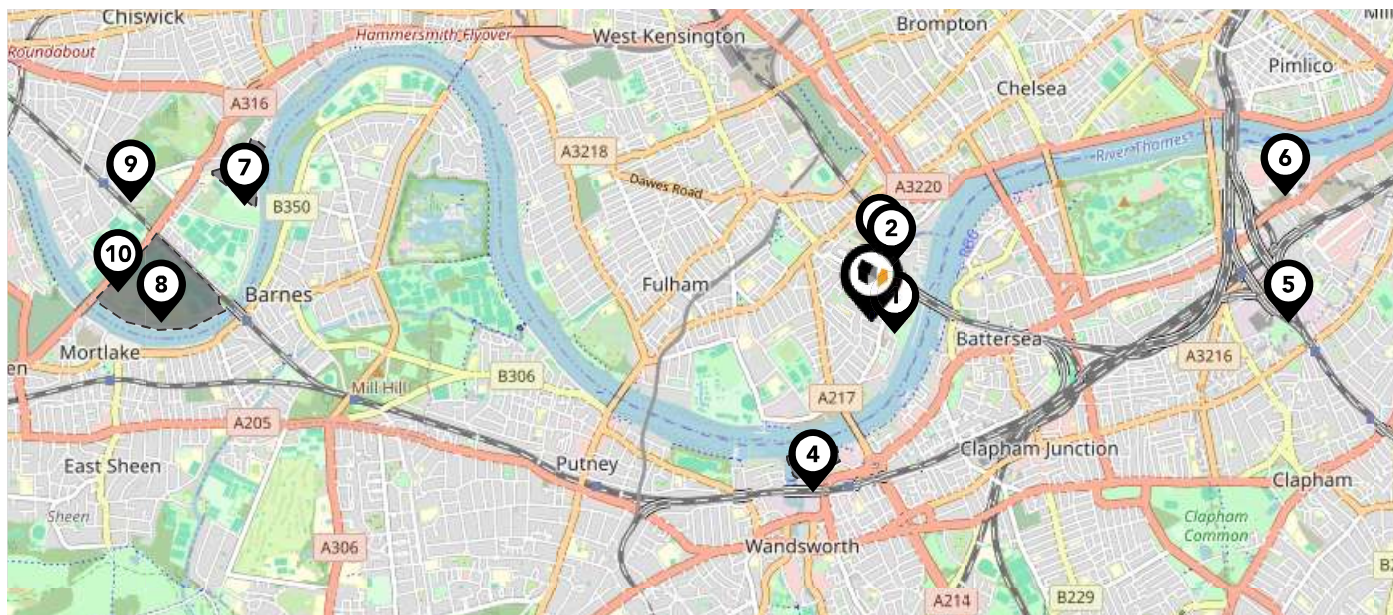 Chiswick
Brompton
Hammersmith Flyover
West Kensington
Roundabout
Pimlico
Chelsea
A316
River Thames
A3218
9
7
6
Dawes Road
A3220
B350
2
10
8
Fulham
5
1
Barnes
Battersea
Mortlake
A3216
Mill Hill
B306
A217
A205
4
Clapham Junction
East Sheen
Putney
Clapham
Sheen
Clapham
Common
A306
Wandsworth
A214
B229